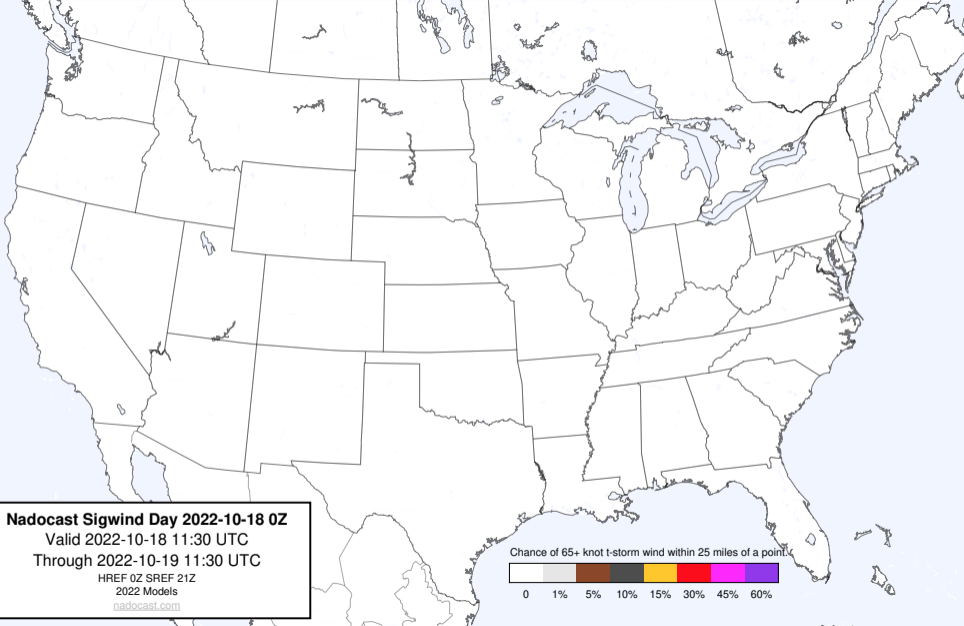 Nadocast Sigwind Day 2022-10-18 0Z
Valid 2022-10-18 11:30 UTC
Through 2022-10-19 11:30 UTC
HREF 0Z SREF 21Z
2022 Models
nadocast.com
Chance of 65+ knot t-storm wind within 25 miles of a point.
0 1% 5% 10% 15% 30% 45% 60%